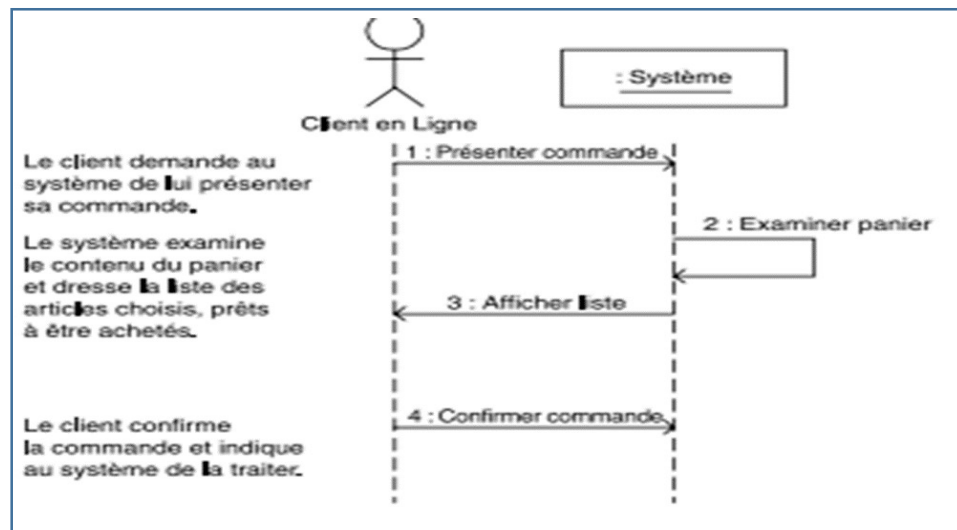 : Système
Client en Ligne
Le client demande au
système de lui présenter
sa commande.
1 : Présenter commande
2 : Examiner panier
Le système examine
le contenu du panier
et dresse la liste des
articles choisis, prêts
à être achetés.
3 : Afficher liste
Le client confirme
la commande et indique
au système de la traiter.
4 : Confirmer commande